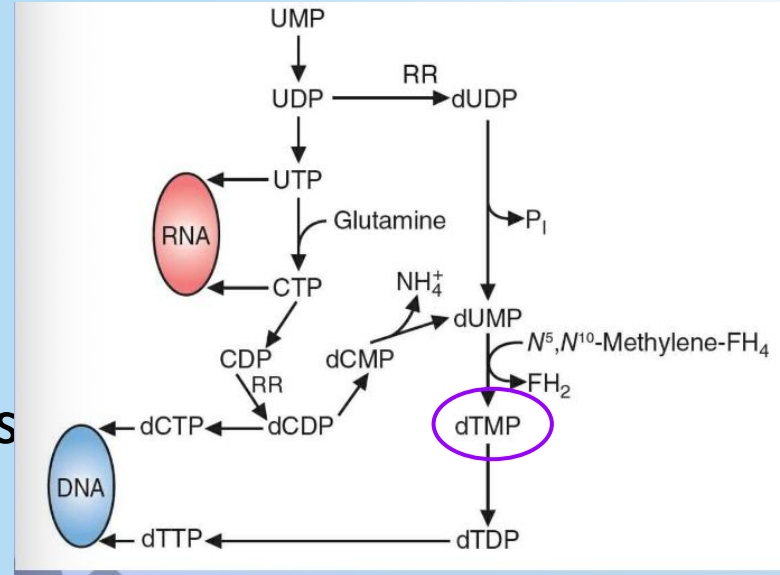 UMP
RR
UDP
dUDP
UTP
Glutamine
P_I
RNA
CTP
NH₄⁺
dUMP
N⁵,N¹⁰-Methylene-FH₄
CDP
dCMP
FH₂
RR
s
dCTP
dCDP
dTMP
DNA
dTTP
dTDP